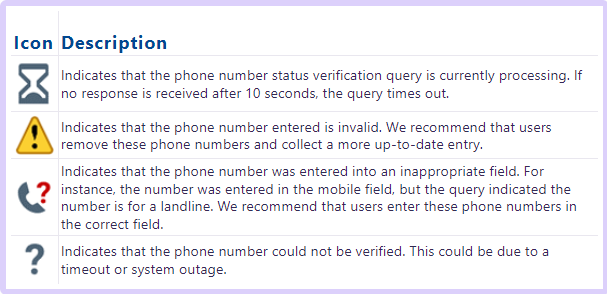 Icon Description
Indicates that the phone number status verification query is currently processing. If
no response is received after 10 seconds, the query times out.
Indicates that the phone number entered is invalid. We recommend that users
remove these phone numbers and collect a more up-to-date entry.
Indicates that the phone number was entered into an inappropriate field. For
instance, the number was entered in the mobile field, but the query indicated the
number is for a landline. We recommend that users enter these phone numbers in
the correct field.
Indicates that the phone number could not be verified. This could be due to a
timeout or system outage.